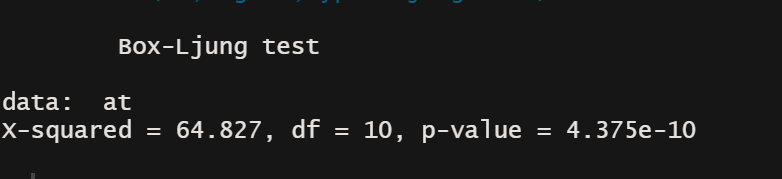 Box-Ljung test
data:  at
X-squared = 64.827, df = 10, p-value = 4.375e-10